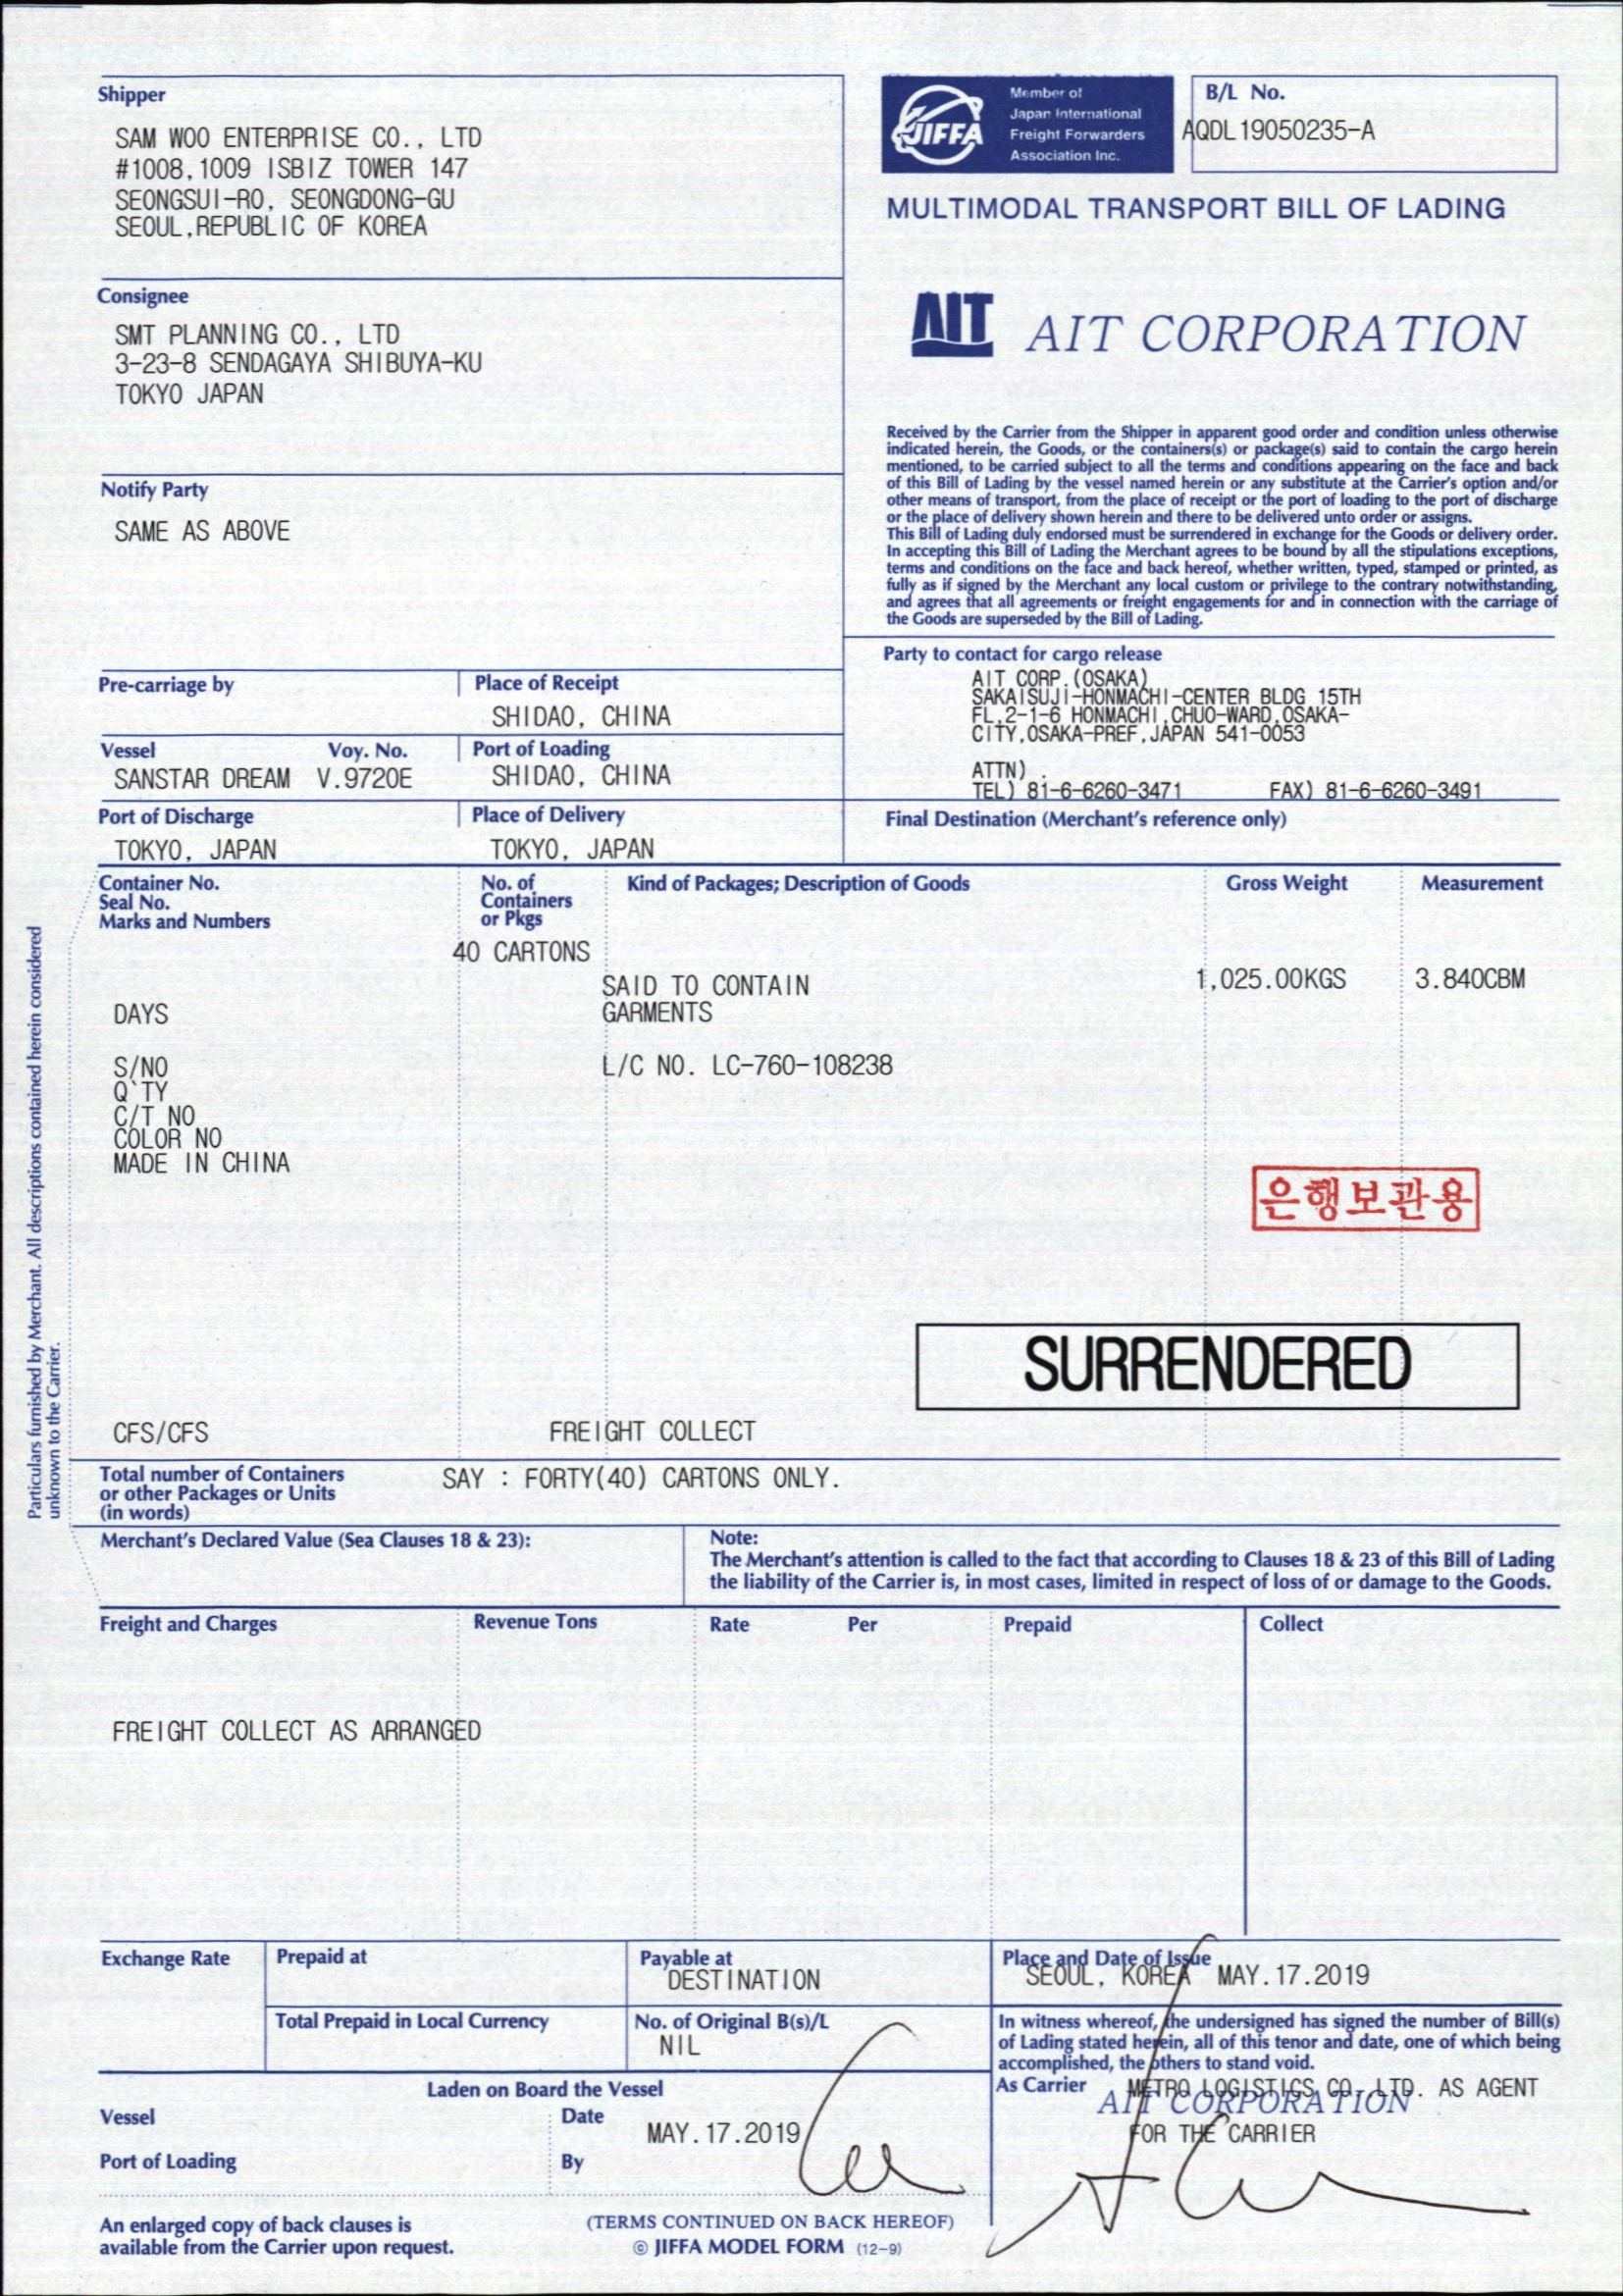 Shipper
SAM WOO ENTERPRISE CO., LTD
#1008,1009 ISBIZ TOWER 147
SEONGSUI-RO, SEONGDONG-GU
SEOUL,REPUBLIC OF KOREA
JIFFA
Member of
Japan International
Freight Forwarders
Association Inc.
B/L No.
AQDL19050235-A
MULTIMODAL TRANSPORT BILL OF LADING
Consignee
SMT PLANNING CO., LTD
3-23-8 SENDAGAYA SHIBUYA-KU
TOKYO JAPAN
AIT AIT CORPORATION
Notify Party
SAME AS ABOVE
Received by the Carrier from the Shipper in apparent good order and condition unless otherwise
indicated herein, the Goods, or the containers(s) or package(s) said to contain the cargo herein
mentioned, to be carried subject to all the terms and conditions appearing on the face and back
of this Bill of Lading by the vessel named herein or any substitute at the Carrier's option and/or
other means of transport, from the place of receipt or the port of loading to the port of discharge
or the place of delivery shown herein and there to be delivered unto order or assigns.
This Bill of Lading duly endorsed must be surrendered in exchange for the Goods or delivery order.
In accepting this Bill of Lading the Merchant agrees to be bound by all the stipulations exceptions,
terms and conditions on the face and back hereof, whether written, typed, stamped or printed, as
fully as if signed by the Merchant any local custom or privilege to the contrary notwithstanding,
and agrees that all agreements or freight engagements for and in connection with the carriage of
the Goods are superseded by the Bill of Lading.
Party to contact for cargo release
AIT CORP.(OSAKA)
SAKAISUJI-HONMACHI-CENTER BLDG 15TH
FL,2-1-6 HONMACHI,CHUO-WARD,OSAKA-
CITY,OSAKA-PREF,JAPAN 541-0053
ATTN) .
TEL) 81-6-6260-3471 FAX) 81-6-6260-3491
Pre-carriage by
Place of Receipt
SHIDAO, CHINA
Vessel Voy. No.
SANSTAR DREAM V.9720E
Port of Loading
SHIDAO, CHINA
Port of Discharge
TOKYO, JAPAN
Place of Delivery
TOKYO, JAPAN
Final Destination (Merchant's reference only)
Container No.
Seal No.
Marks and Numbers
No. of
Containers
or Pkgs
Kind of Packages; Description of Goods
Gross Weight
Measurement
40 CARTONS
SAID TO CONTAIN
GARMENTS
1,025.00KGS 3.840CBM
DAYS
S/NO
Q`TY
C/T NO
COLOR NO
MADE IN CHINA
L/C NO. LC-760-108238
은행보관용
SURRENDERED
CFS/CFS FREIGHT COLLECT
Particulars furnished by Merchant. All descriptions contained herein considered
unknown to the Carrier.
Total number of Containers
or other Packages or Units
(in words)
SAY : FORTY(40) CARTONS ONLY.
Merchant's Declared Value (Sea Clauses 18 & 23):
Note:
The Merchant's attention is called to the fact that according to Clauses 18 & 23 of this Bill of Lading
the liability of the Carrier is, in most cases, limited in respect of loss of or damage to the Goods.
Freight and Charges Revenue Tons Rate Per Prepaid Collect
FREIGHT COLLECT AS ARRANGED
Exchange Rate
Prepaid at
Payable at
DESTINATION
Place and Date of Issue
SEOUL, KOREA MAY.17.2019
Total Prepaid in Local Currency
No. of Original B(s)/L
NIL
In witness whereof, the undersigned has signed the number of Bill(s)
of Lading stated herein, all of this tenor and date, one of which being
accomplished, the others to stand void.
As Carrier
METRO LOGISTICS CO.,LTD. AS AGENT
AIT CORPORATION
FOR THE CARRIER
Laden on Board the Vessel
Vessel
Date
MAY.17.2019
Port of Loading
By
An enlarged copy of back clauses is
available from the Carrier upon request.
(TERMS CONTINUED ON BACK HEREOF)
© JIFFA MODEL FORM (12-9)